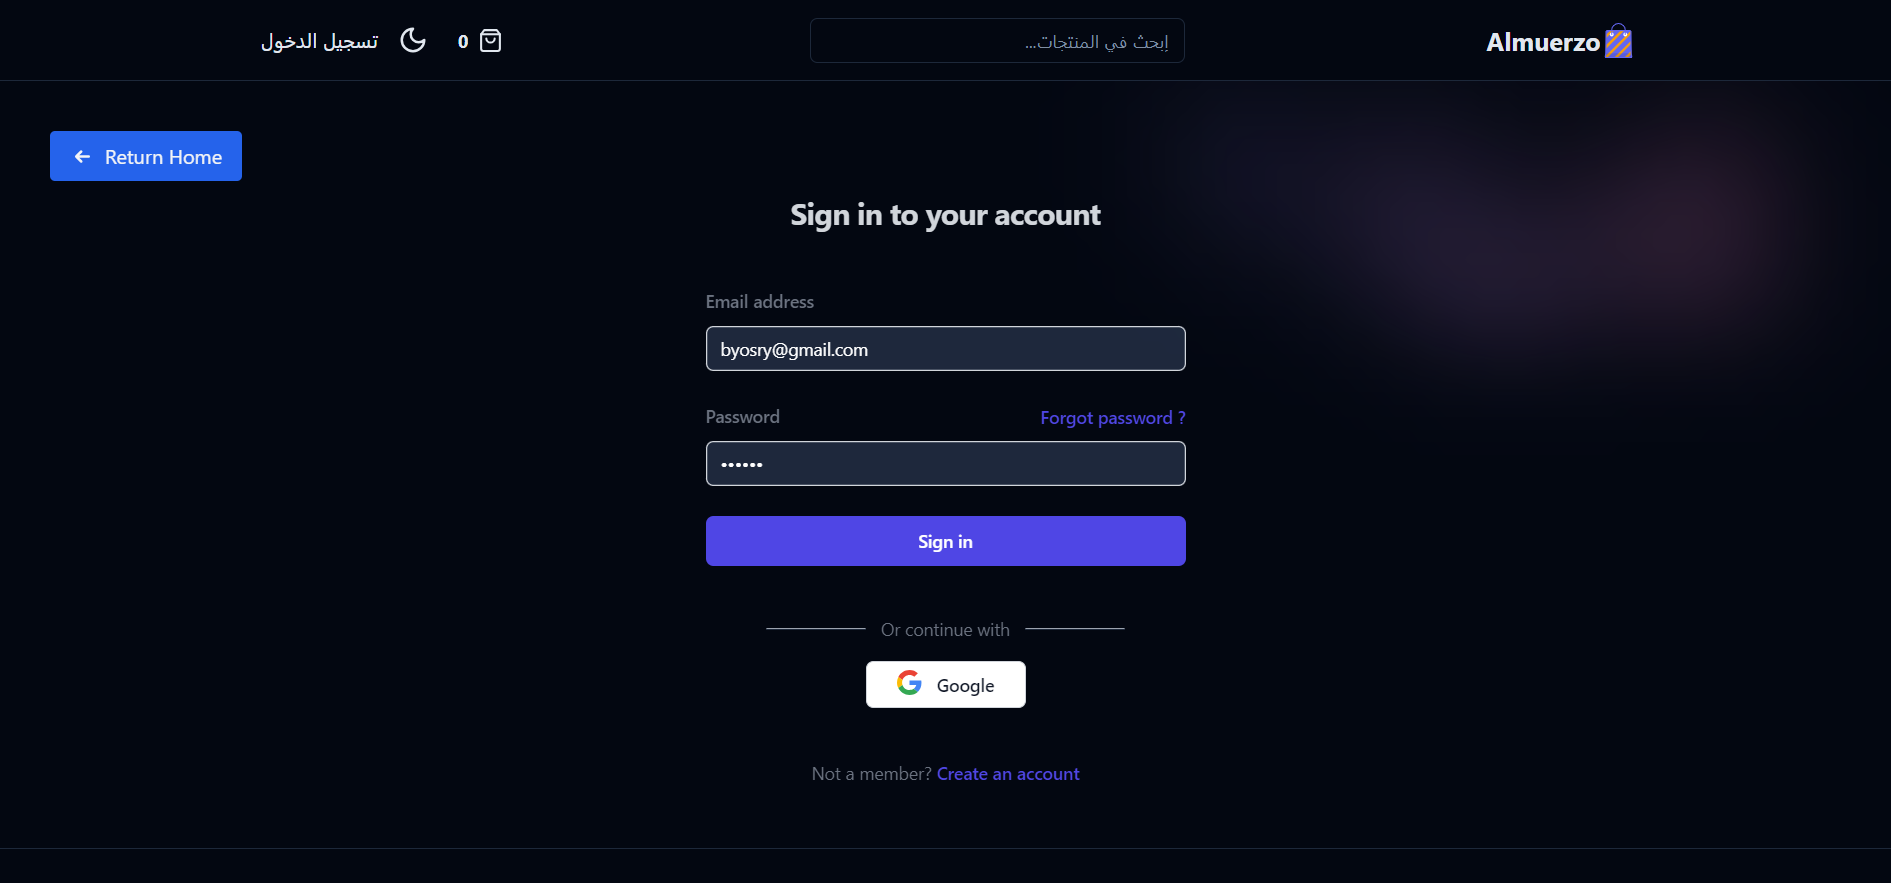 Almuerzo
إبحث في المنتجات...
0
تسجيل الدخول
Return Home
Sign in to your account
Email address
byosry@gmail.com
Password
Forgot password ?
••••••
Sign in
Or continue with
Google
Not a member? Create an account